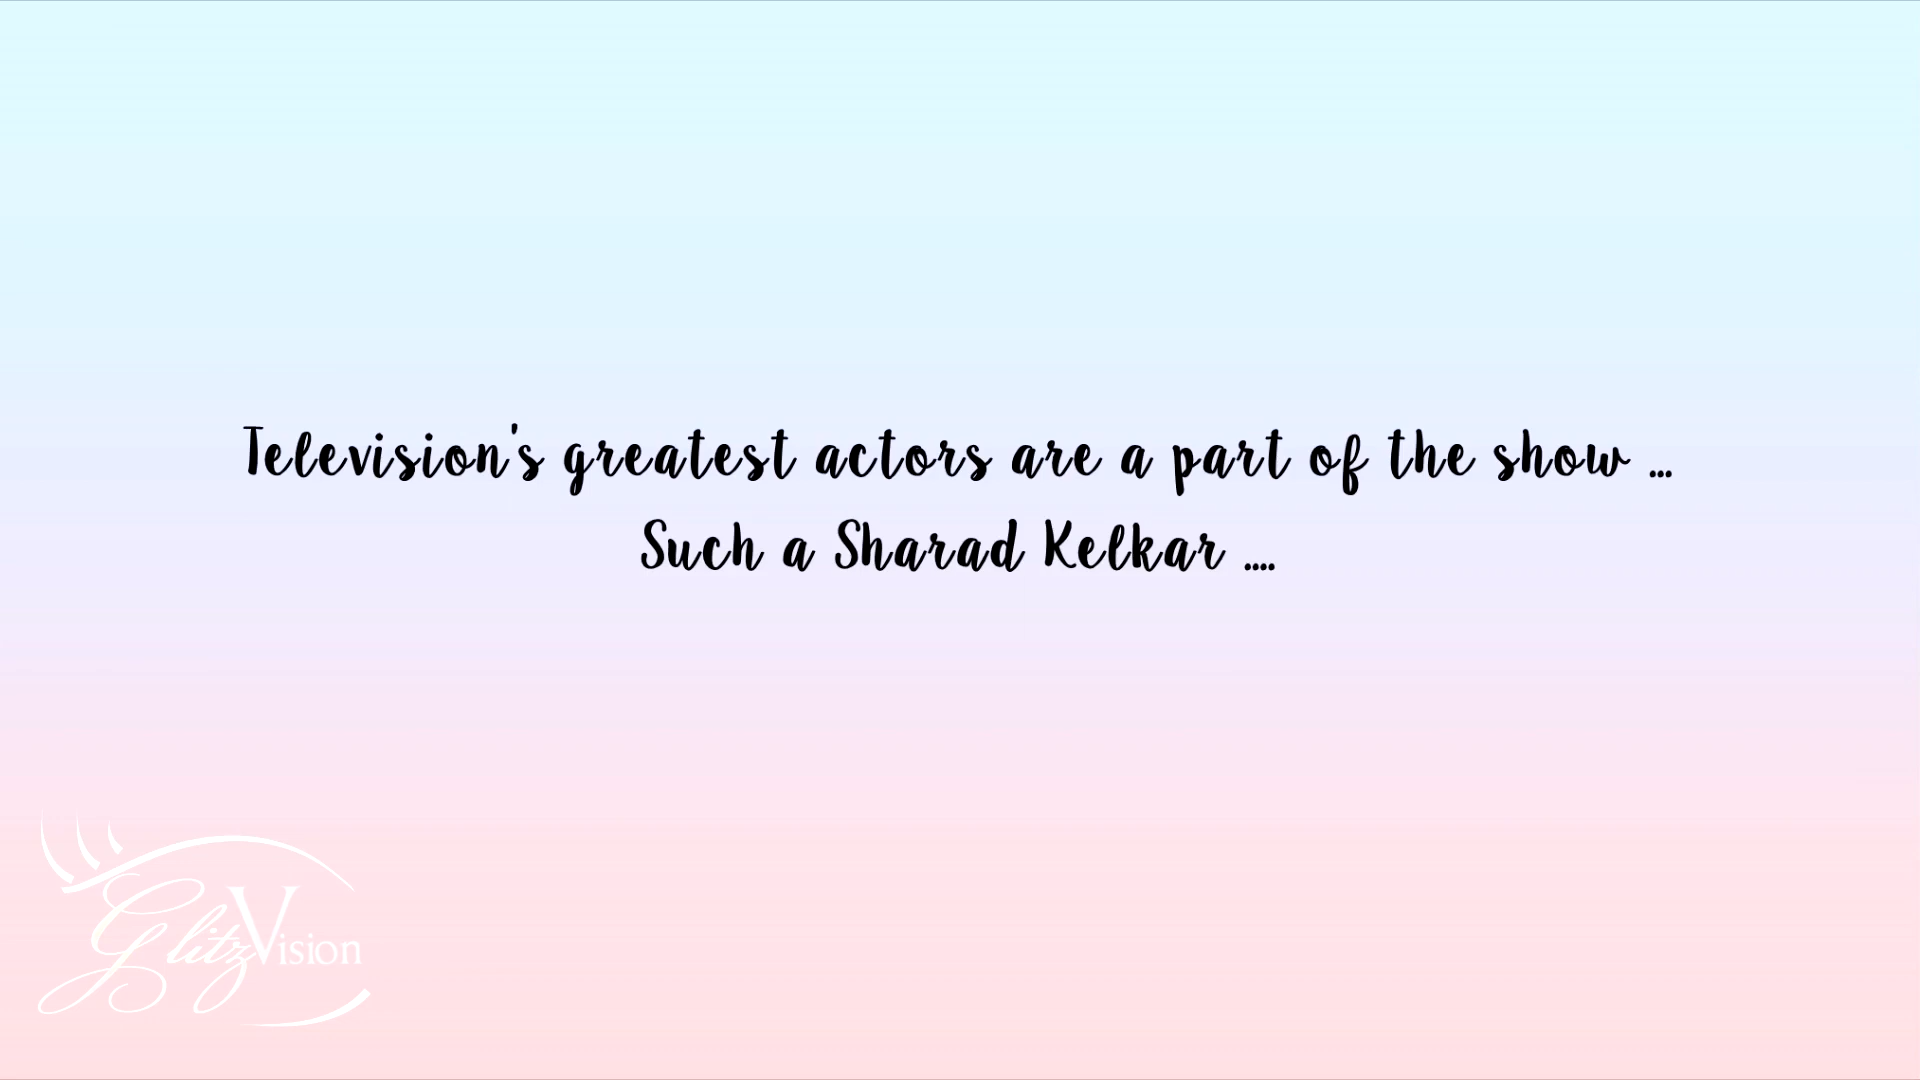 Television's greatest actors are a part of the show ...
Such a Sharad Kelkar ....
GlitzVision